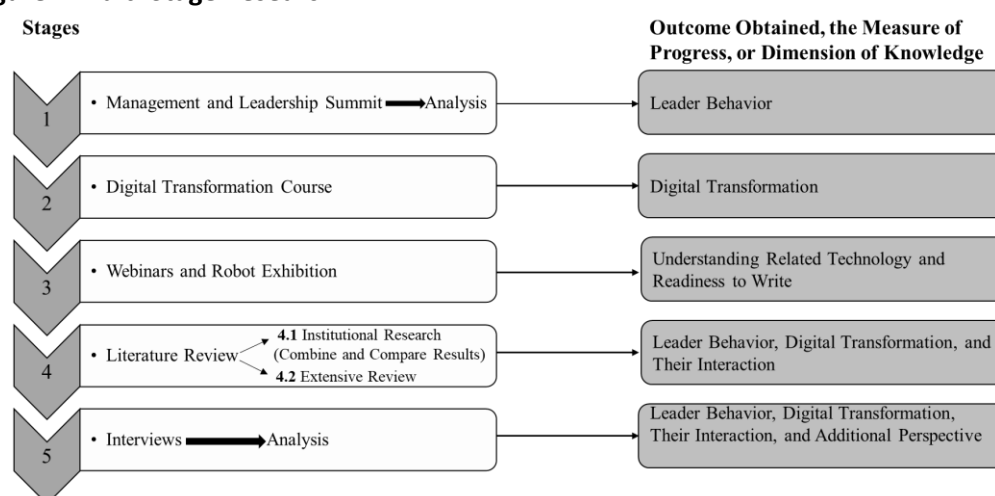 Stages
Outcome Obtained, the Measure of
Progress, or Dimension of Knowledge
1
• Management and Leadership Summit
Analysis
Leader Behavior
2
• Digital Transformation Course
Digital Transformation
3
• Webinars and Robot Exhibition
Understanding Related Technology and
Readiness to Write
4
• Literature Review
4.1 Institutional Research
(Combine and Compare Results)
4.2 Extensive Review
Leader Behavior, Digital Transformation, and
Their Interaction
5
• Interviews
Analysis
Leader Behavior, Digital Transformation,
Their Interaction, and Additional Perspective